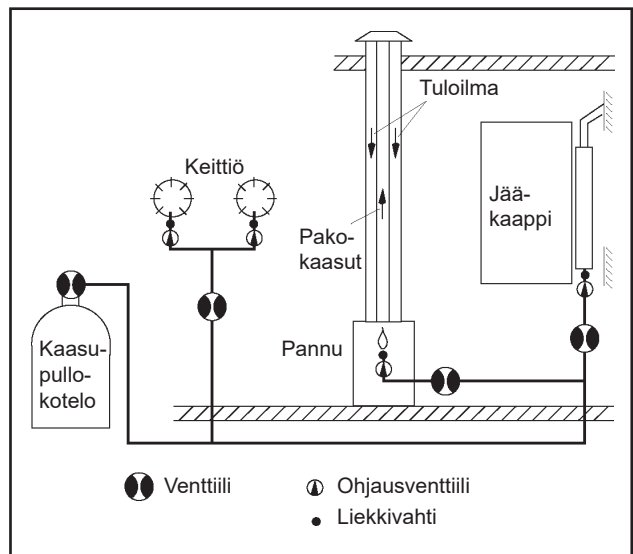 Tuloilma
Keittiö
Jää-
kaappi
Pako-
kaasut
Kaasu-
pullo-
kotelo
Pannu
Venttiili
Ohjausventtiili
Liekkivahti